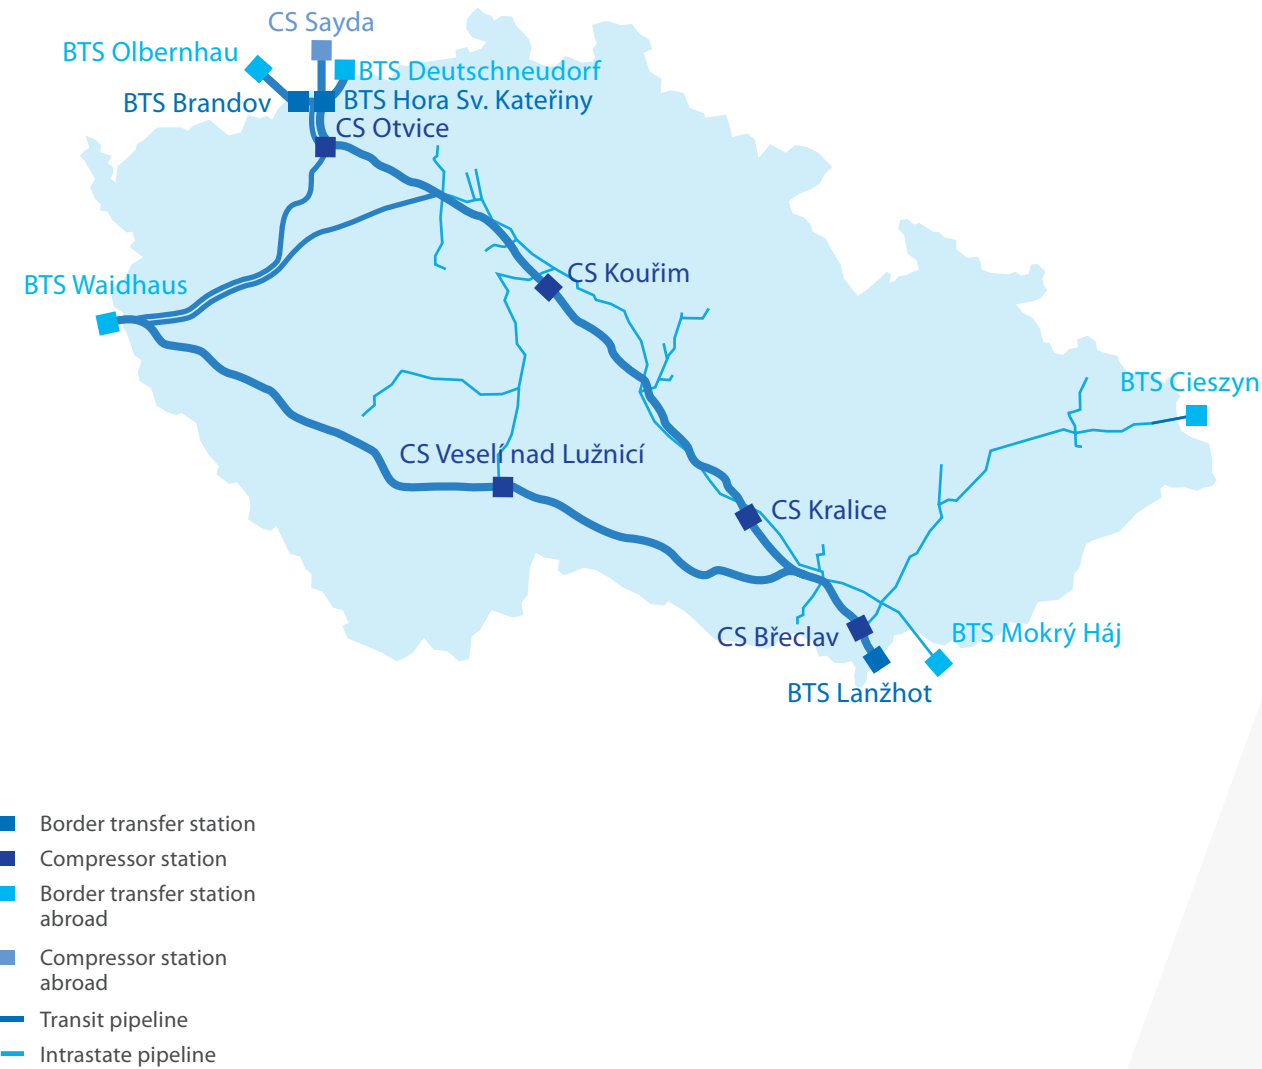 CS Sayda
BTS Olbernhau
BTS Deutschneudorf
BTS Brandov
BTS Hora Sv. Kateřiny
CS Otvice
CS Kouřim
BTS Waidhaus
BTS Cieszyn
CS Veselí nad Lužnicí
CS Kralice
CS Břeclav
BTS Mokrý Háj
BTS Lanžhot
Border transfer station
Compressor station
Border transfer station
abroad
Compressor station
abroad
Transit pipeline
Intrastate pipeline